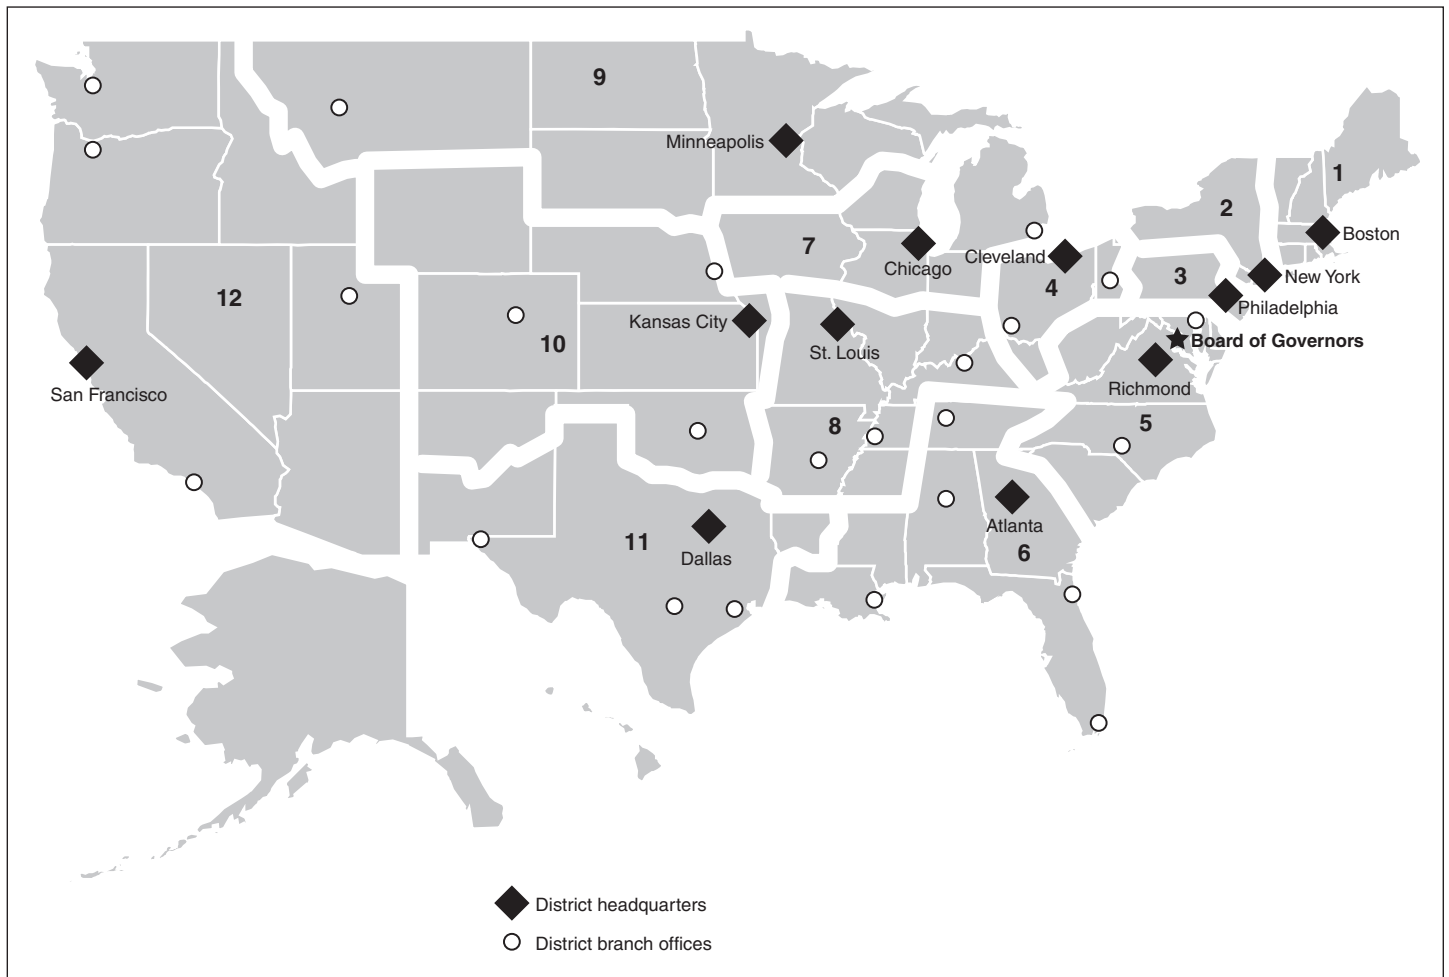 9
Minneapolis
1
2
Boston
7
Chicago
Cleveland
4
3
New York
Philadelphia
12
Kansas City
St. Louis
Board of Governors
10
San Francisco
Richmond
8
5
11
Dallas
Atlanta
6
District headquarters
District branch offices